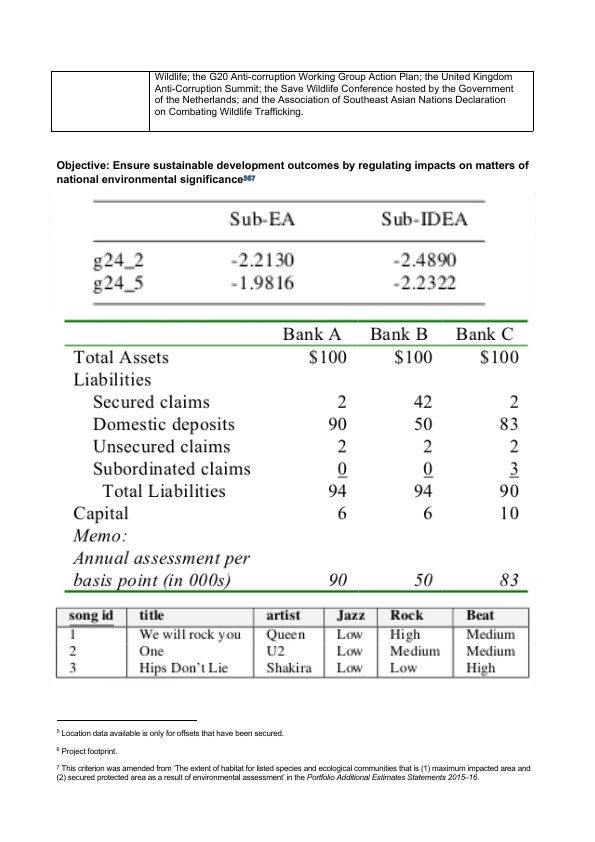 Wildlife; the G20 Anti-corruption Working Group Action Plan; the United Kingdom
Anti-Corruption Summit; the Save Wildlife Conference hosted by the Government
of the Netherlands; and the Association of Southeast Asian Nations Declaration
on Combating Wildlife Trafficking.
Objective: Ensure sustainable development outcomes by regulating impacts on matters of
national environmental significance567
Sub-EA Sub-IDEA
g24_2 -2.2130 -2.4890
g24_5 -1.9816 -2.2322
Bank A Bank B Bank C
Total Assets $100 $100 $100
Liabilities
Secured claims 2 42 2
Domestic deposits 90 50 83
Unsecured claims 2 2 2
Subordinated claims 0 0 3
Total Liabilities 94 94 90
Capital 6 6 10
Memo:
Annual assessment per
basis point (in 000s) 90 50 83
song id title artist Jazz Rock Beat
1 We will rock you Queen Low High Medium
2 One U2 Low Medium Medium
3 Hips Don't Lie Shakira Low Low High
5 Location data available is only for offsets that have been secured.
6 Project footprint.
7 This criterion was amended from 'The extent of habitat for listed species and ecological communities that is (1) maximum impacted area and
(2) secured protected area as a result of environmental assessment' in the Portfolio Additional Estimates Statements 2015–16.